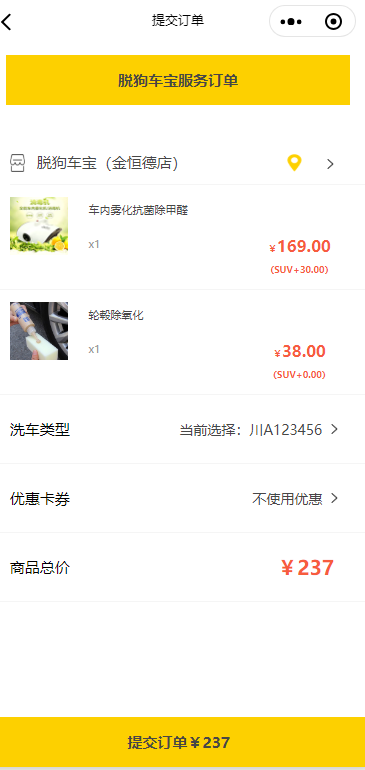 提交订单
脱狗车宝服务订单
脱狗车宝（金恒德店）
车内雾化抗菌除甲醛
x1
￥169.00
(SUV+30.00)
轮毂除氧化
x1
￥38.00
(SUV+0.00)
洗车类型
当前选择：川A123456
优惠卡券
不使用优惠
商品总价
￥237
提交订单￥237